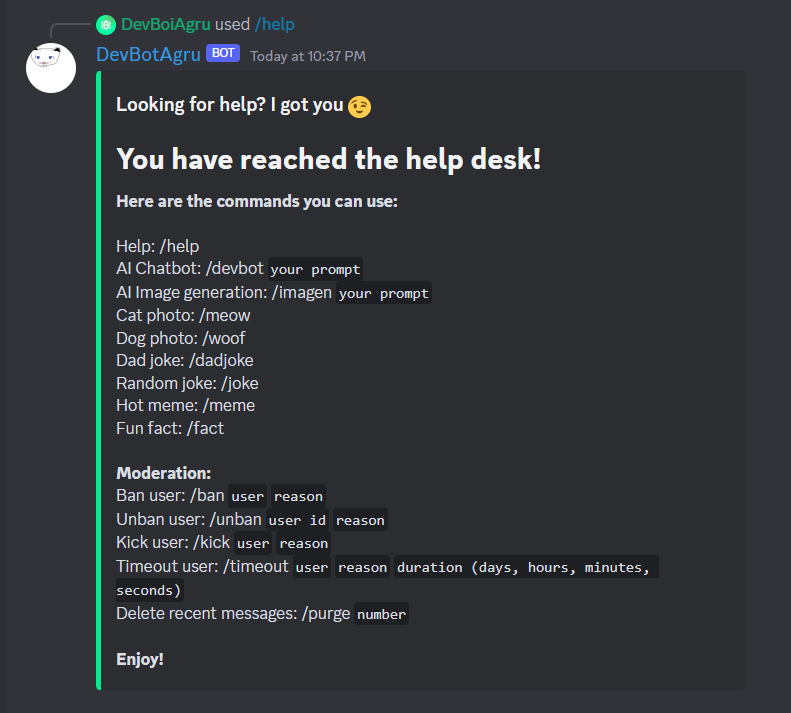 DevBoiAgru used /help
DevBotAgru BOT Today at 10:37 PM
Looking for help? I got you 😉
You have reached the help desk!
Here are the commands you can use:
Help: /help
AI Chatbot: /devbot your prompt
AI Image generation: /imagen your prompt
Cat photo: /meow
Dog photo: /woof
Dad joke: /dadjoke
Random joke: /joke
Hot meme: /meme
Fun fact: /fact
Moderation:
Ban user: /ban user reason
Unban user: /unban user id reason
Kick user: /kick user reason
Timeout user: /timeout user reason duration (days, hours, minutes,
seconds)
Delete recent messages: /purge number
Enjoy!